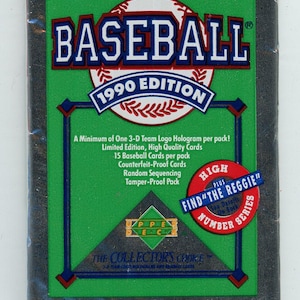 BASEBALL®
1990 EDITION
A Minimum of One 3-D Team Logo Hologram per pack!
Limited Edition, High Quality Cards
15 Baseball Cards per pack
Counterfeit-Proof Cards
Random Sequencing
Tamper-Proof Pack
HIGH
PLUS
FIND "THE REGGIE"
NUMBER SERIES
THE COLLECTOR'S CHOICE™